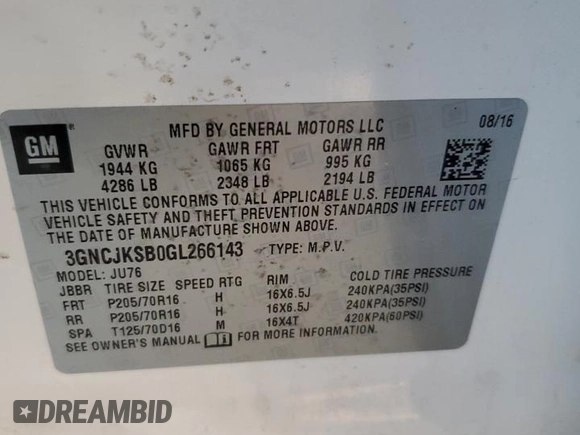 GM
MFD BY GENERAL MOTORS LLC
08/16
GVWR GAWR FRT GAWR RR
1944 KG 1065 KG 995 KG
4286 LB 2348 LB 2194 LB
THIS VEHICLE CONFORMS TO ALL APPLICABLE U.S. FEDERAL MOTOR
VEHICLE SAFETY AND THEFT PREVENTION STANDARDS IN EFFECT ON
THE DATE OF MANUFACTURE SHOWN ABOVE.
3GNCJKSB0GL266143 TYPE: M.P.V.
MODEL: JU76
JBBR TIRE SIZE SPEED RTG RIM COLD TIRE PRESSURE
FRT P205/70R16 H 16X6.5J 240KPA(35PSI)
RR P205/70R16 H 16X6.5J 240KPA(35PSI)
SPA T125/70D16 M 16X4T 420KPA(60PSI)
SEE OWNER'S MANUAL FOR MORE INFORMATION.
DREAMBID